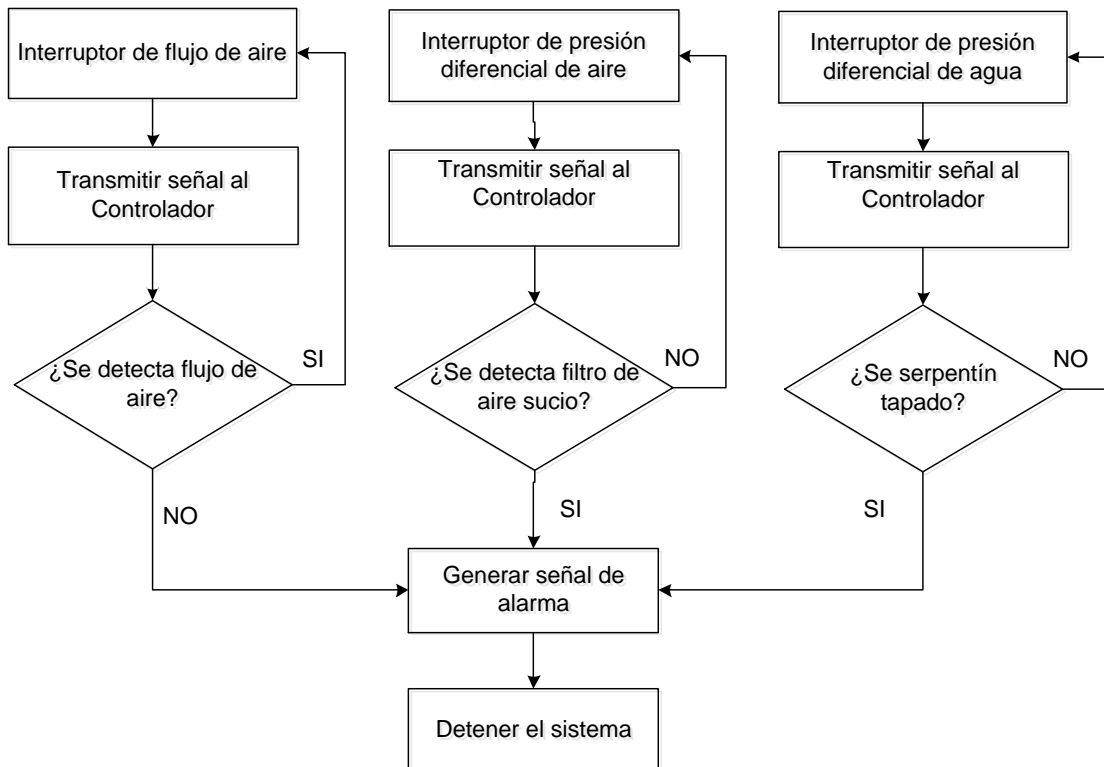 Interruptor de flujo de aire
Interruptor de presión
diferencial de aire
Interruptor de presión
diferencial de agua
Transmitir señal al
Controlador
Transmitir señal al
Controlador
Transmitir señal al
Controlador
¿Se detecta flujo de
aire?
SI
¿Se detecta filtro de
aire sucio?
NO
¿Se serpentín
tapado?
NO
NO
SI
SI
Generar señal de
alarma
Detener el sistema